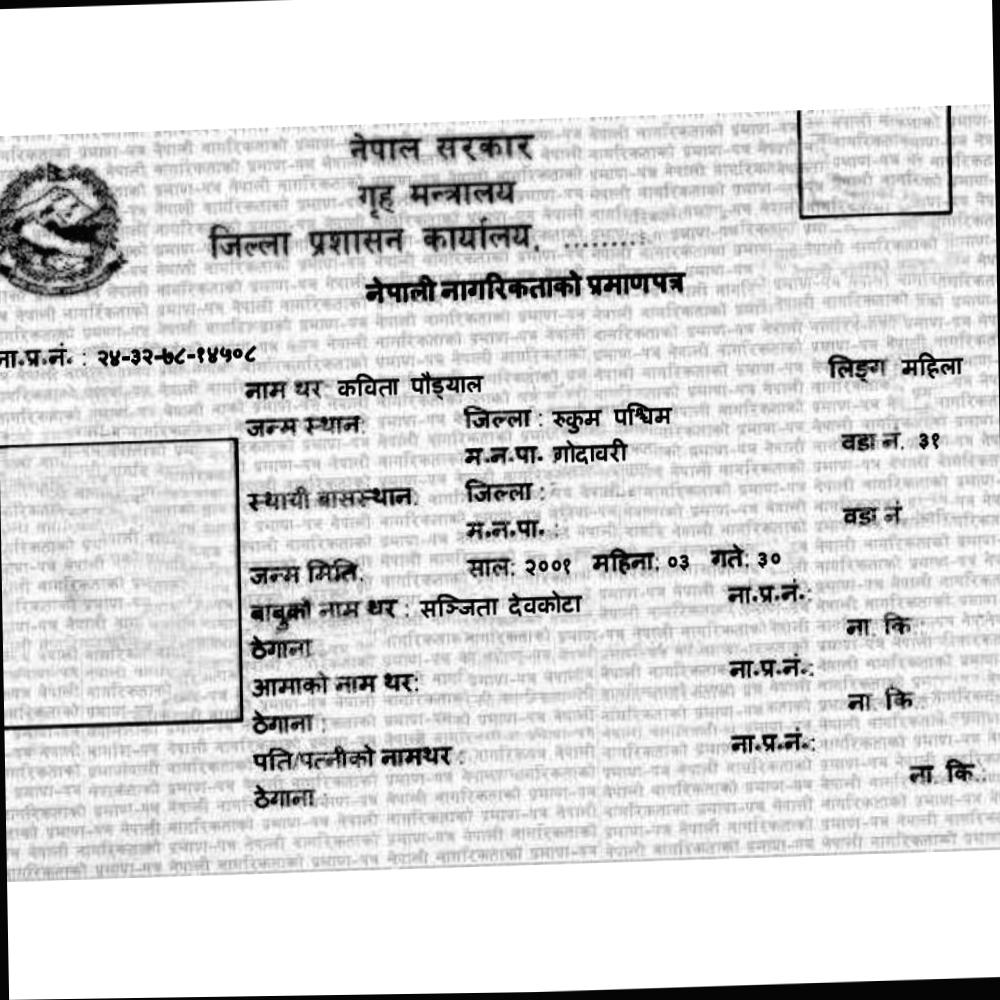 नेपाल सरकार
गृह मन्त्रालय
जिल्ला प्रशासन कार्यालय, .........
नेपाली नागरिकताको प्रमाणपत्र
ना.प्र.नं. : २४-३२-७८-१४५०८
नाम थर कविता पौड्याल लिङ्ग महिला
जन्म स्थान: जिल्ला : रुकुम पश्चिम
म.न.पा. गोदावरी वडा नं. ३१
स्थायी बासस्थान: जिल्ला :
म.न.पा. : वडा नं
जन्म मिति: साल: २००१ महिना: ०३ गते: ३०
बाबुको नाम थर : सञ्जिता देवकोटा ना.प्र.नं.:
ठेगाना ना. कि.
आमाको नाम थर: ना.प्र.नं.:
ठेगाना : ना. कि.
पति/पत्नीको नामथर : ना.प्र.नं.:
ठेगाना ना. कि.: